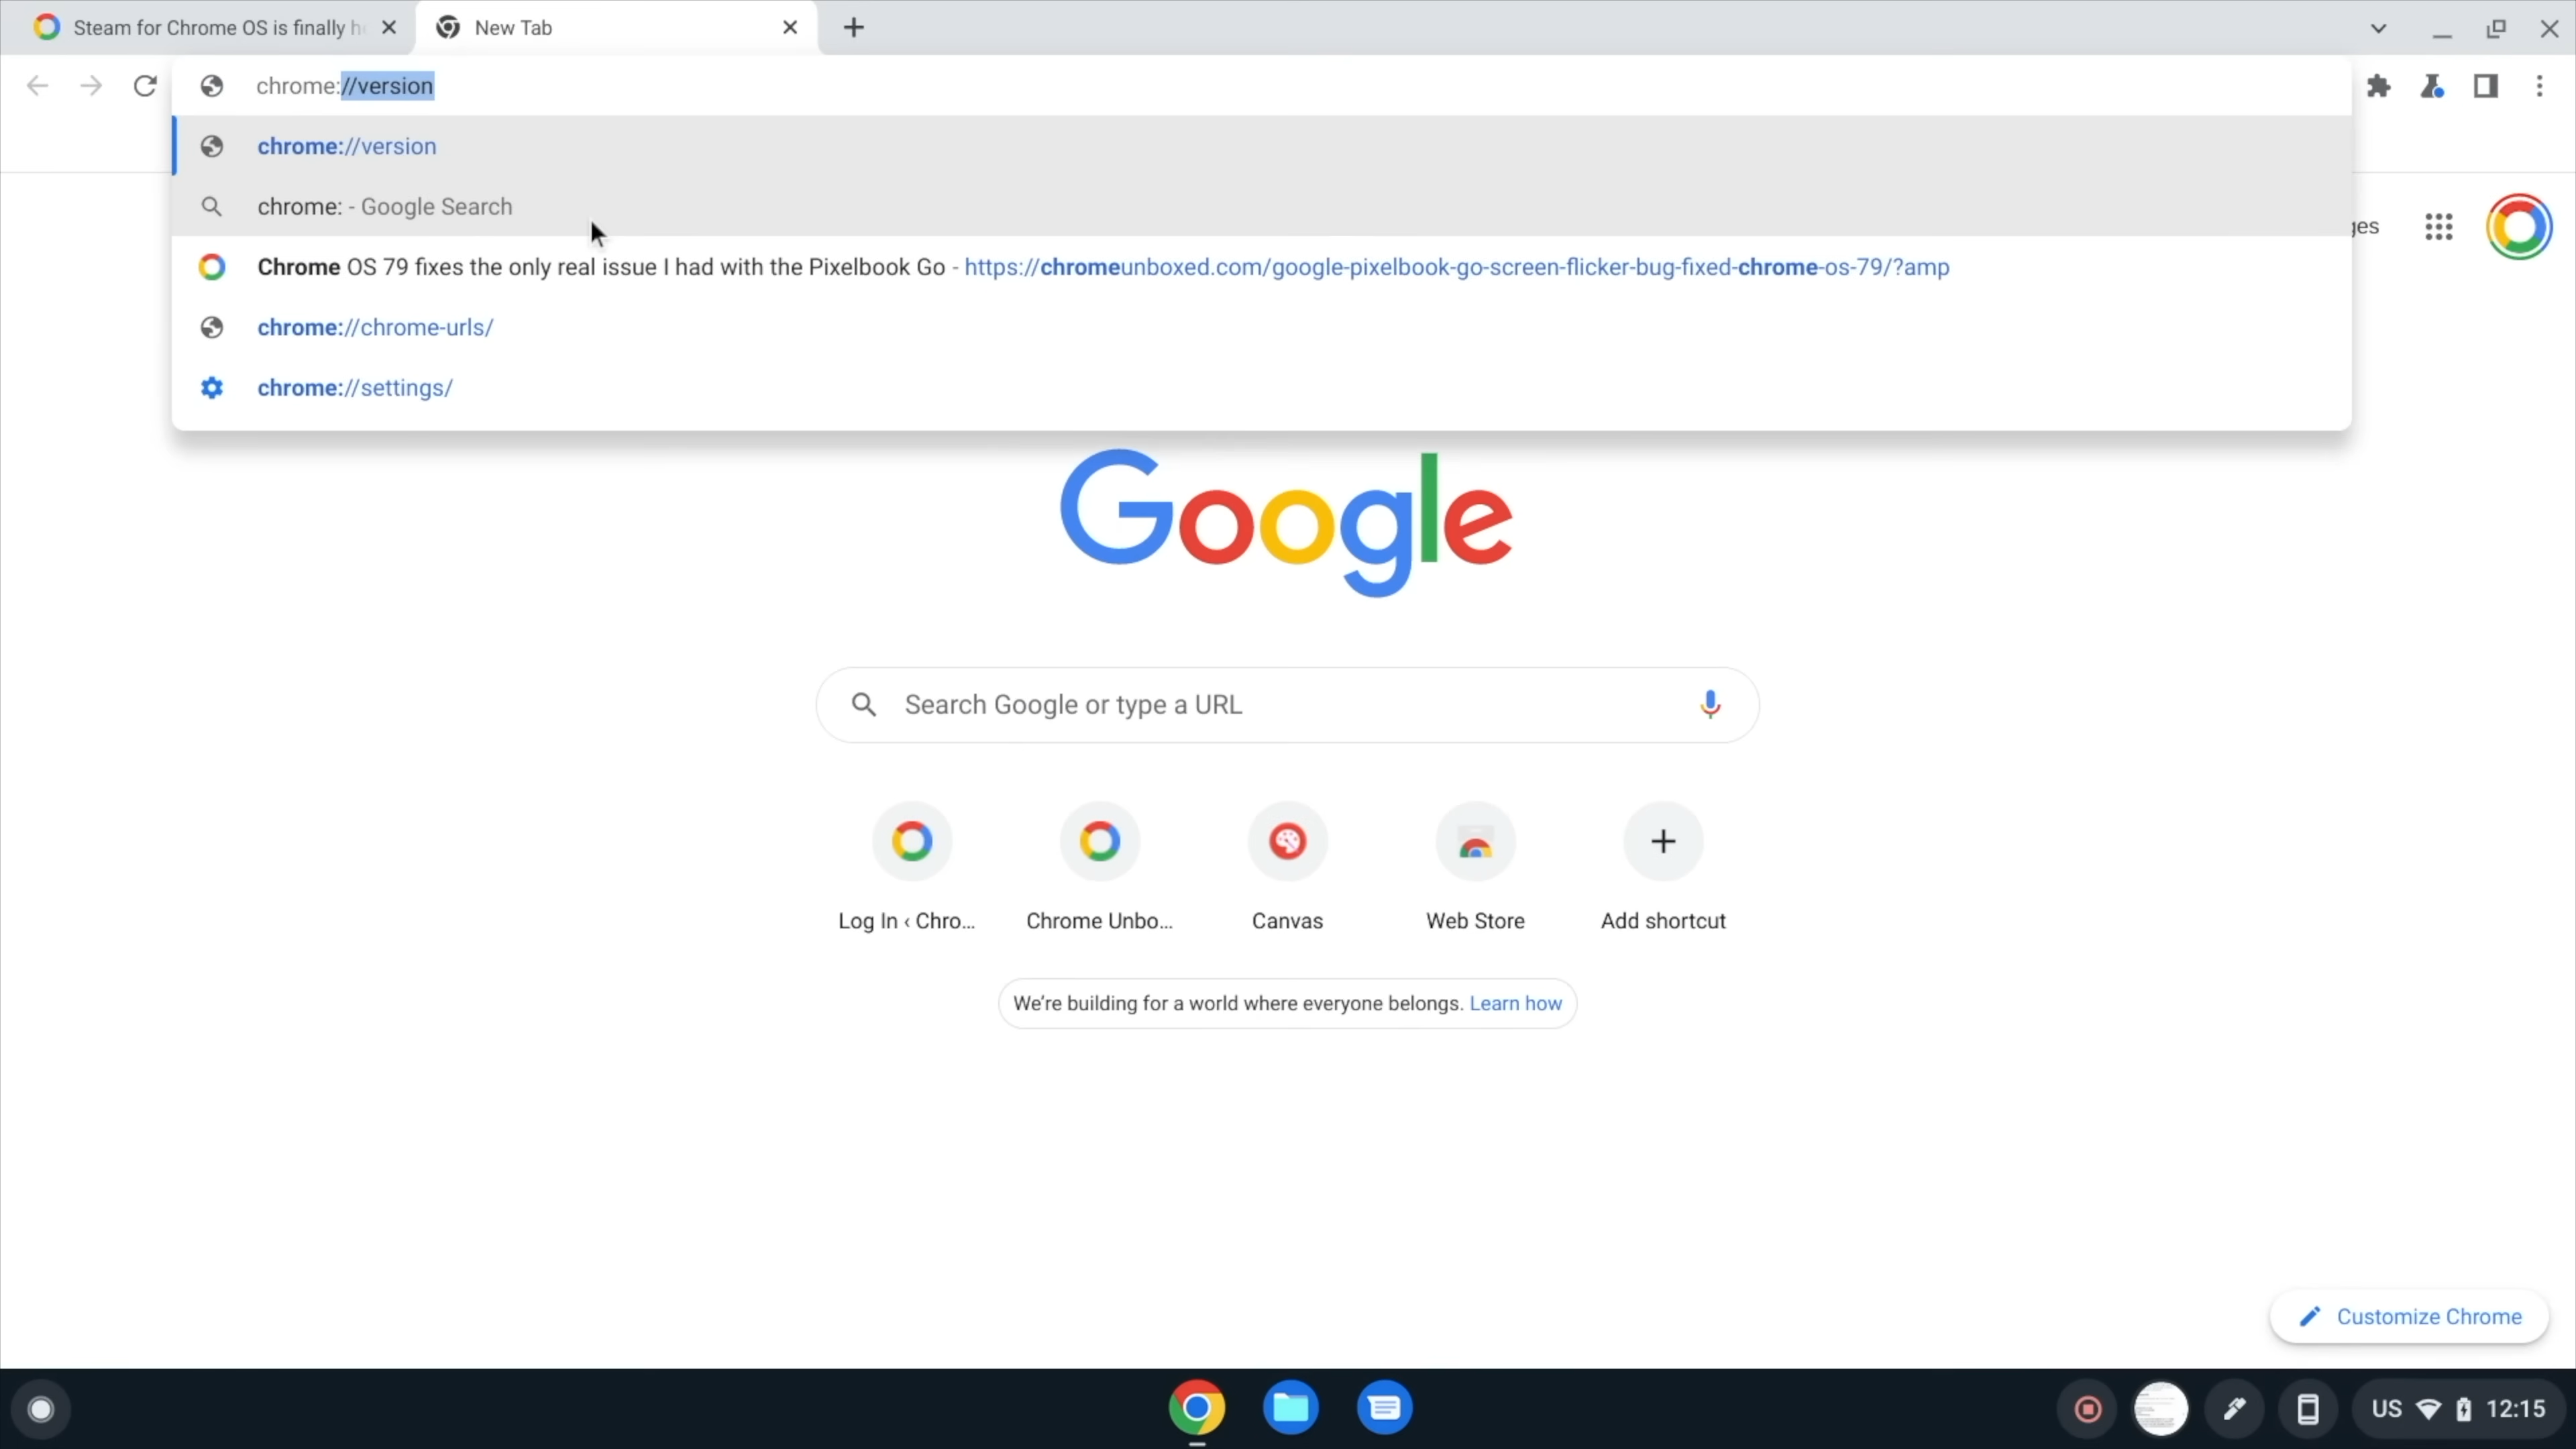 Steam for Chrome OS is finally h
New Tab
chrome://version
chrome://version
chrome: - Google Search
Chrome OS 79 fixes the only real issue I had with the Pixelbook Go - https://chromeunboxed.com/google-pixelbook-go-screen-flicker-bug-fixed-chrome-os-79/?amp
chrome://chrome-urls/
chrome://settings/
Google
Search Google or type a URL
Log In ‹ Chro...
Chrome Unbo...
Canvas
Web Store
Add shortcut
We're building for a world where everyone belongs. Learn how
Customize Chrome
US 12:15